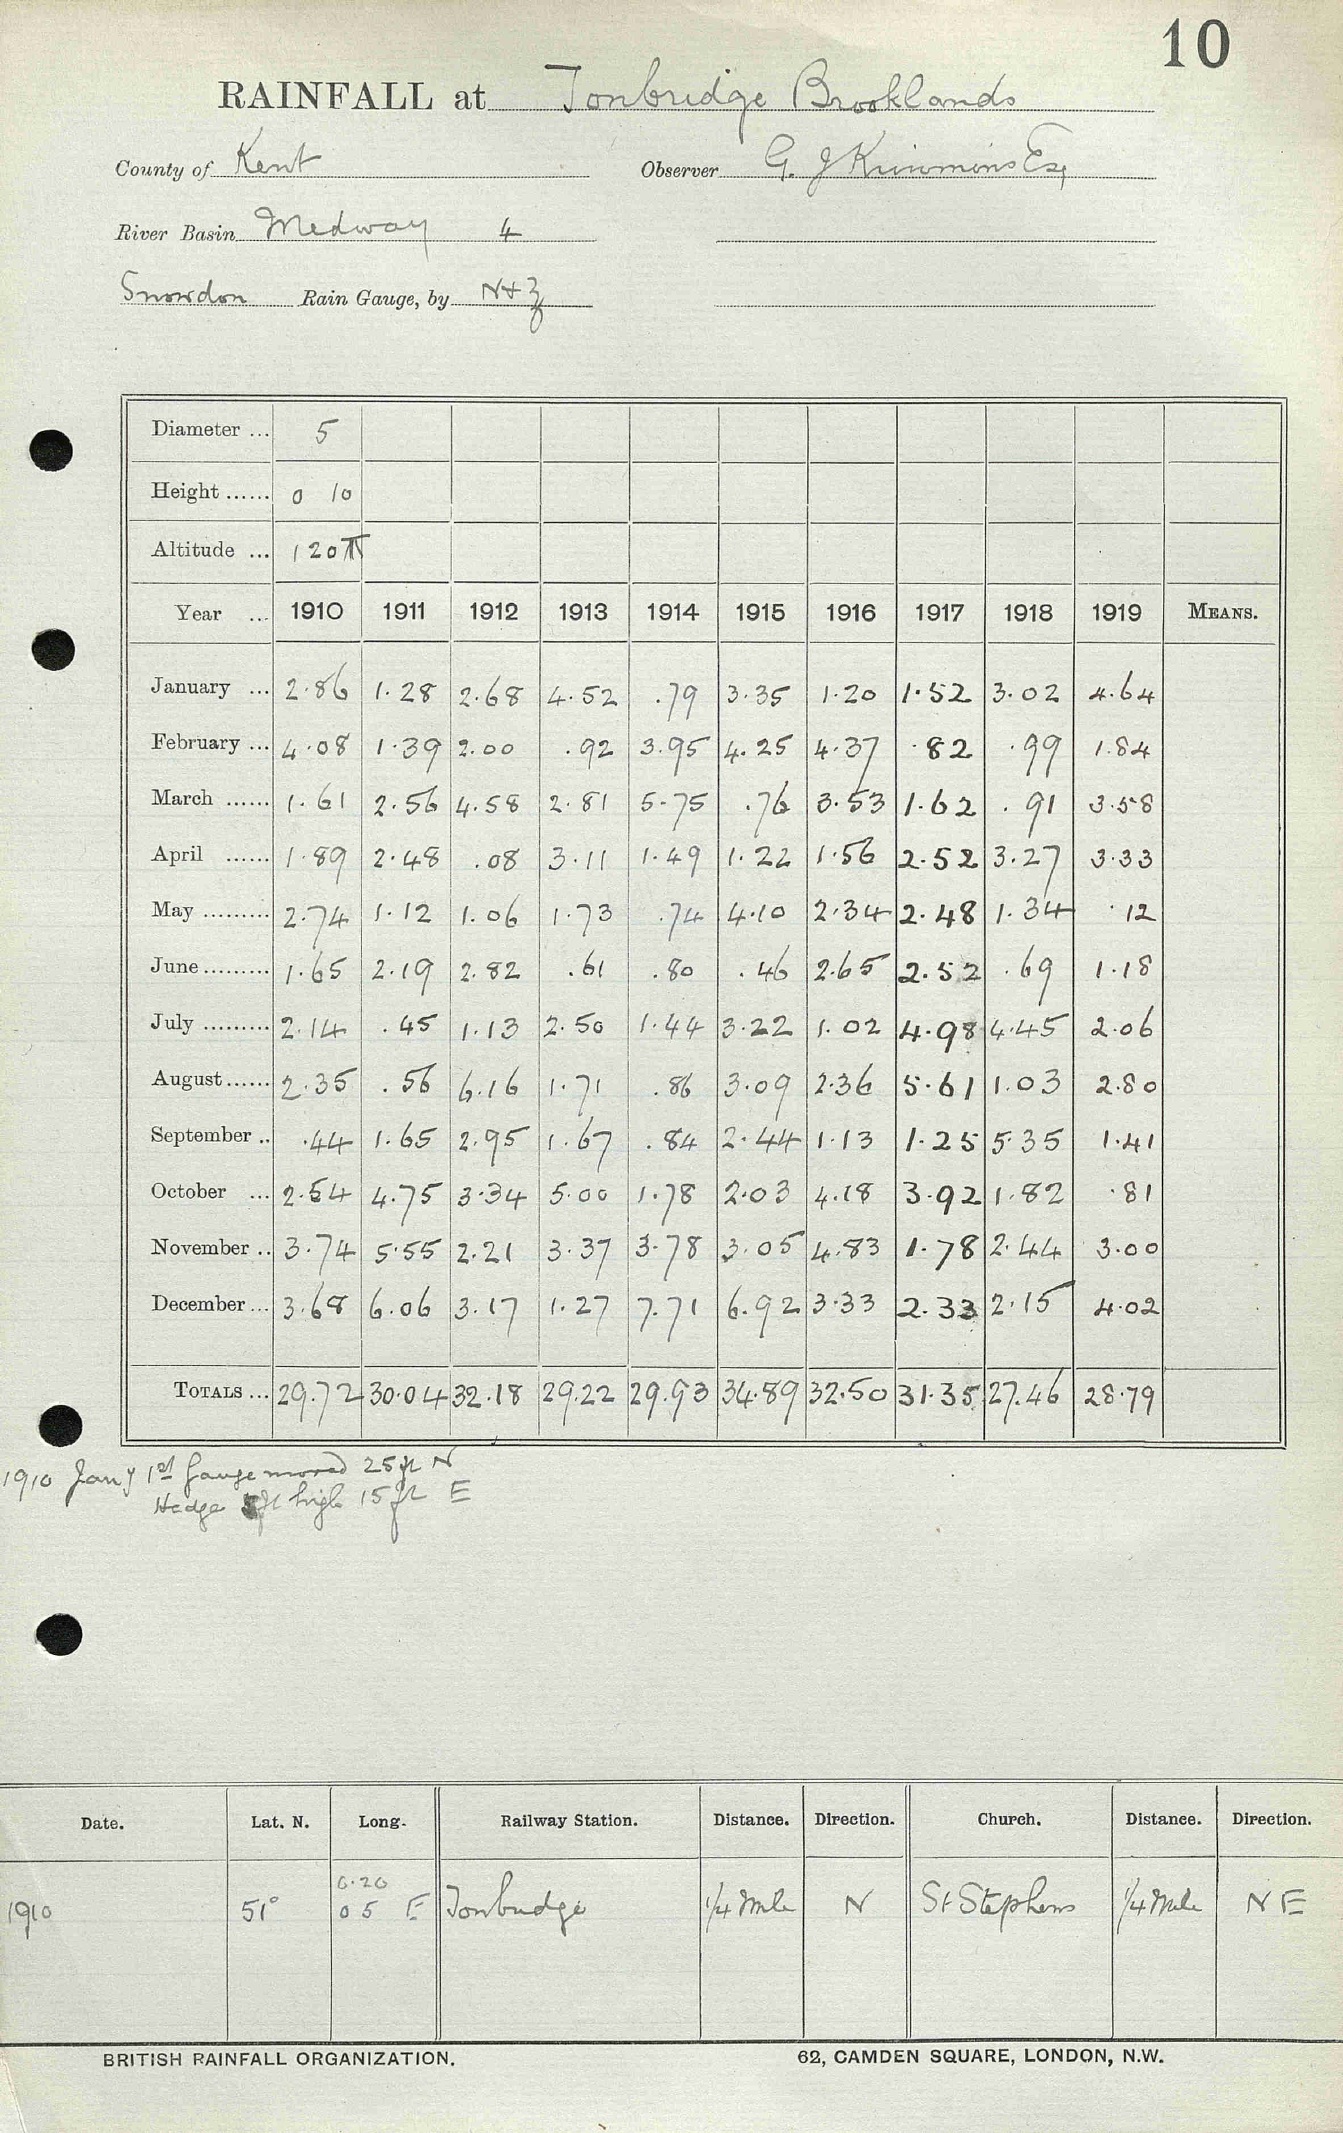 10
RAINFALL at Tonbridge Brooklands
County of Kent Observer G. J Kimmins Esq
River Basin Medway 4
Snowdon Rain Gauge, by N+Z
Diameter ... 5
Height ...... 0 10
Altitude ... 120 ft
Year ... 1910 1911 1912 1913 1914 1915 1916 1917 1918 1919 MEANS.
January ... 2.86 1.28 2.68 4.52 .79 3.35 1.20 1.52 3.02 4.64
February ... 4.08 1.39 2.00 .92 3.95 4.25 4.37 .82 .99 1.84
March ...... 1.61 2.56 4.58 2.81 5.75 .76 3.53 1.62 .91 3.58
April ...... 1.89 2.48 .08 3.11 1.49 1.22 1.56 2.52 3.27 3.33
May ......... 2.74 1.12 1.06 1.73 .74 4.10 2.34 2.48 1.34 .12
June ......... 1.65 2.19 2.82 .61 .80 .46 2.65 2.52 .69 1.18
July ......... 2.14 .45 1.13 2.50 1.44 3.22 1.02 4.98 4.45 2.06
August ...... 2.35 .56 6.16 1.71 .86 3.09 2.36 5.61 1.03 2.80
September .. .44 1.65 2.95 1.67 .84 2.44 1.13 1.25 5.35 1.41
October ... 2.54 4.75 3.34 5.00 1.78 2.03 4.18 3.92 1.82 .81
November .. 3.74 5.55 2.21 3.37 3.78 3.05 4.83 1.78 2.44 3.00
December ... 3.68 6.06 3.17 1.27 7.71 6.92 3.33 2.33 2.15 4.02
TOTALS ... 29.72 30.04 32.18 29.22 29.93 34.89 32.50 31.35 27.46 28.79
1910 Jany 1st Gauge moved 25 ft N
Hedge 5ft high 15 ft E
Date. Lat. N. Long. Railway Station. Distance. Direction. Church. Distance. Direction.
0.20
1910 51° 0 5 E Tonbridge 1/4 Mile N St Stephens 1/4 Mile N E
BRITISH RAINFALL ORGANIZATION. 62, CAMDEN SQUARE, LONDON, N.W.